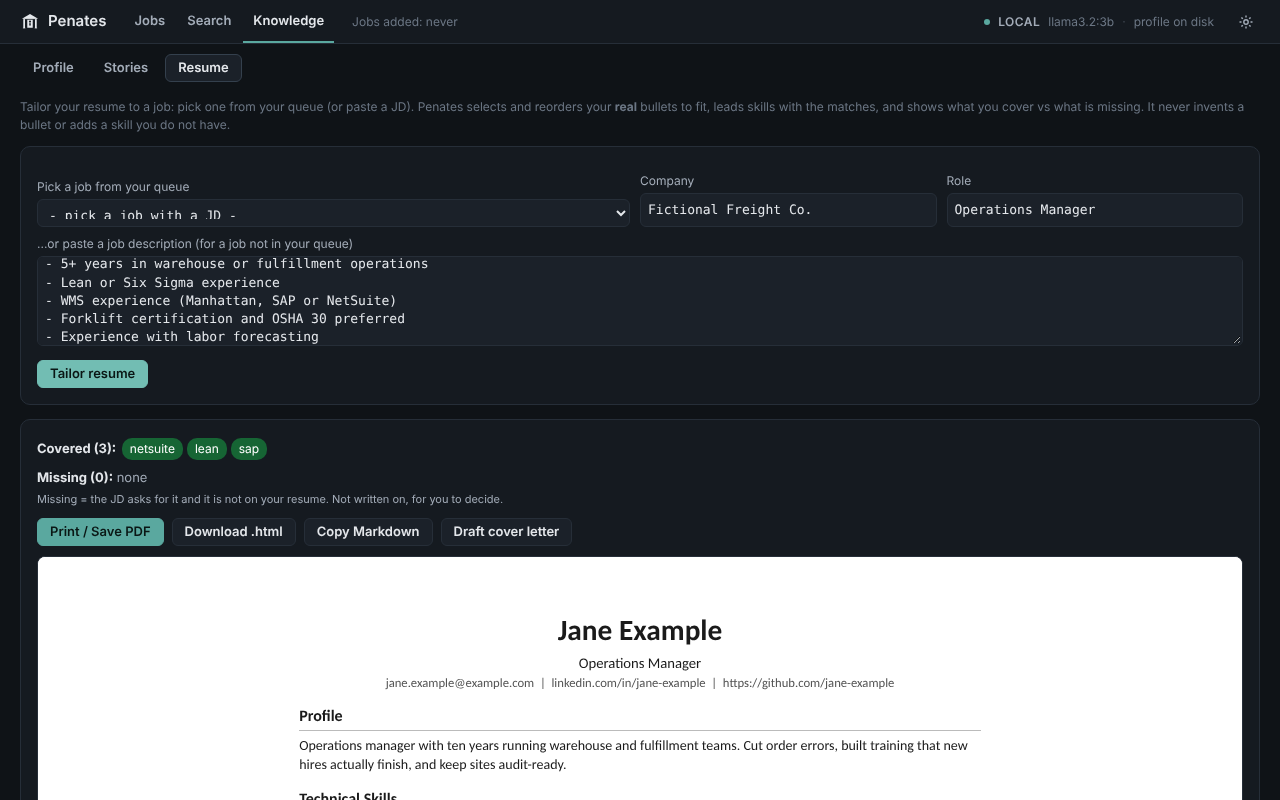 Penates Jobs Search Knowledge Jobs added: never LOCAL llama3.2:3b · profile on disk
Profile Stories Resume
Tailor your resume to a job: pick one from your queue (or paste a JD). Penates selects and reorders your real bullets to fit, leads skills with the matches, and shows what you cover vs what is missing. It never invents a
bullet or adds a skill you do not have.
Pick a job from your queue
- pick a job with a JD -
Company
Fictional Freight Co.
Role
Operations Manager
...or paste a job description (for a job not in your queue)
- 5+ years in warehouse or fulfillment operations
- Lean or Six Sigma experience
- WMS experience (Manhattan, SAP or NetSuite)
- Forklift certification and OSHA 30 preferred
- Experience with labor forecasting
Tailor resume
Covered (3): netsuite lean sap
Missing (0): none
Missing = the JD asks for it and it is not on your resume. Not written on, for you to decide.
Print / Save PDF Download .html Copy Markdown Draft cover letter
Jane Example
Operations Manager
jane.example@example.com | linkedin.com/in/jane-example | https://github.com/jane-example
Profile
Operations manager with ten years running warehouse and fulfillment teams. Cut order errors, built training that new
hires actually finish, and keep sites audit-ready.
Technical Skills